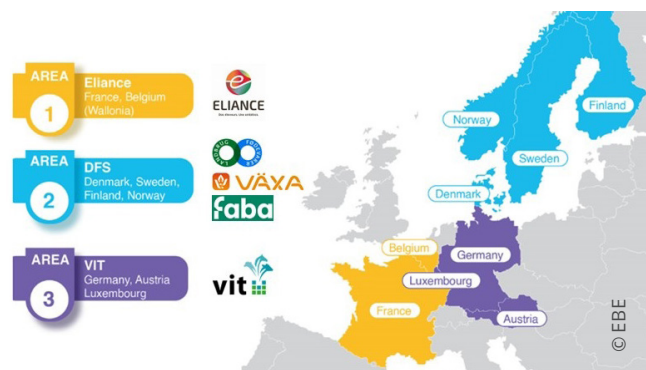 AREA
1
Eliance
France, Belgium
(Wallonia)
AREA
2
DFS
Denmark, Sweden,
Finland, Norway
AREA
3
VIT
Germany, Austria
Luxembourg
ELIANCE
VÄXA
faba
vit
Norway
Finland
Sweden
Denmark
Belgium
Germany
Luxembourg
France
Austria
© EBE